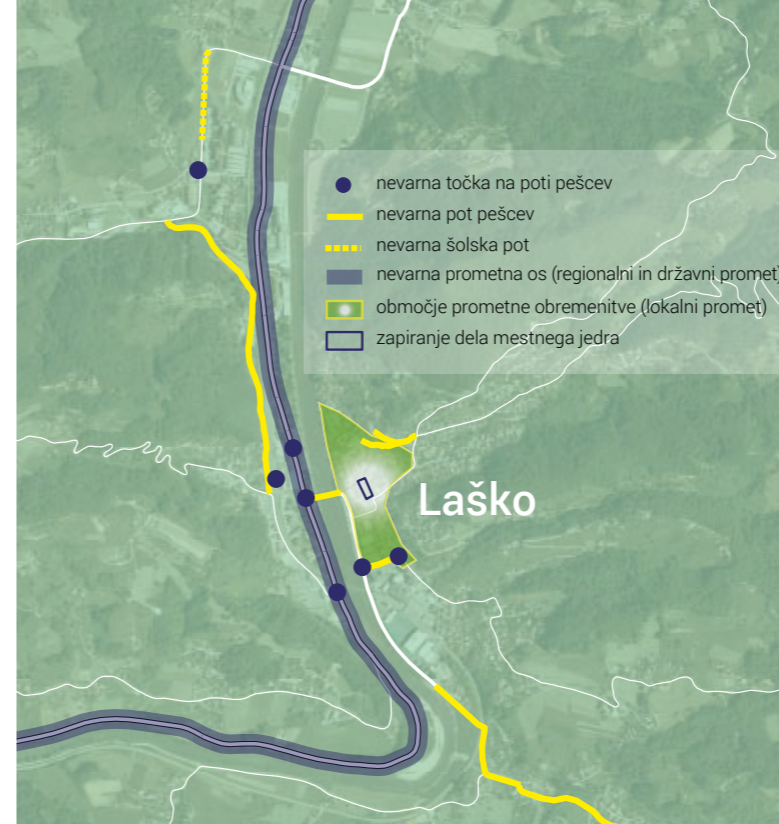 nevarna točka na poti pešcev
nevarna pot pešcev
nevarna šolska pot
nevarna prometna os (regionalni in državni promet)
območje prometne obremenitve (lokalni promet)
zapiranje dela mestnega jedra
Laško